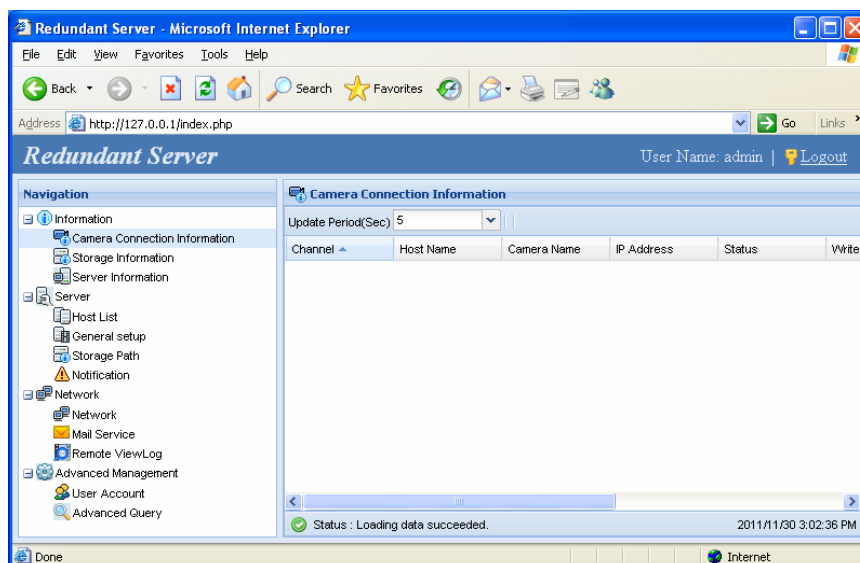 Redundant Server - Microsoft Internet Explorer
File Edit View Favorites Tools Help
Back Search Favorites
Address http://127.0.0.1/index.php Go Links
Redundant Server User Name: admin | Logout
Navigation
Information
Camera Connection Information
Storage Information
Server Information
Server
Host List
General setup
Storage Path
Notification
Network
Network
Mail Service
Remote ViewLog
Advanced Management
User Account
Advanced Query
Camera Connection Information
Update Period(Sec) 5
Channel Host Name Camera Name IP Address Status Write
Status : Loading data succeeded. 2011/11/30 3:02:36 PM
Done Internet